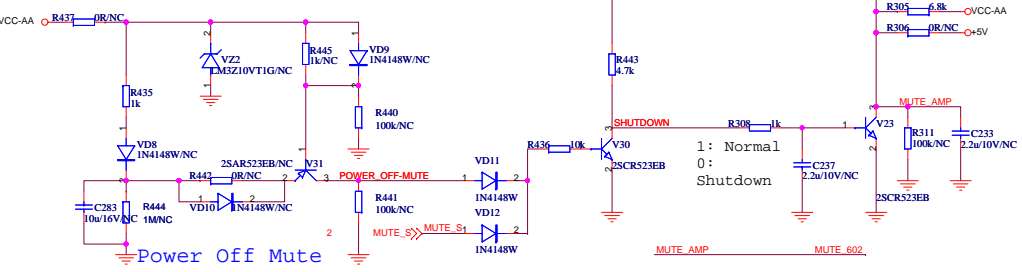 VCC-AA
R437
0R/NC
R305
6.8k
VCC-AA
R306
0R/NC
+5V
VZ2
LM3Z10VT1G/NC
R445
1k/NC
VD9
1N4148W/NC
R443
4.7k
R435
1k
R440
100k/NC
MUTE_AMP
SHUTDOWN
R308
1k
V23
VD8
1N4148W/NC
2SAR523EB/NC
V31
R436
10k
V30
2SCR523EB
1: Normal
0:
Shutdown
R311
100k/NC
C233
2.2u/10V/NC
C237
2.2u/10V/NC
2SCR523EB
R442
0R/NC
POWER_OFF-MUTE
VD11
1N4148W
C283
10u/16V/NC
R444
1M/NC
VD10
1N4148W/NC
R441
100k/NC
VD12
1N4148W
2
MUTE_S
MUTE_S
Power Off Mute
MUTE_AMP
MUTE_602